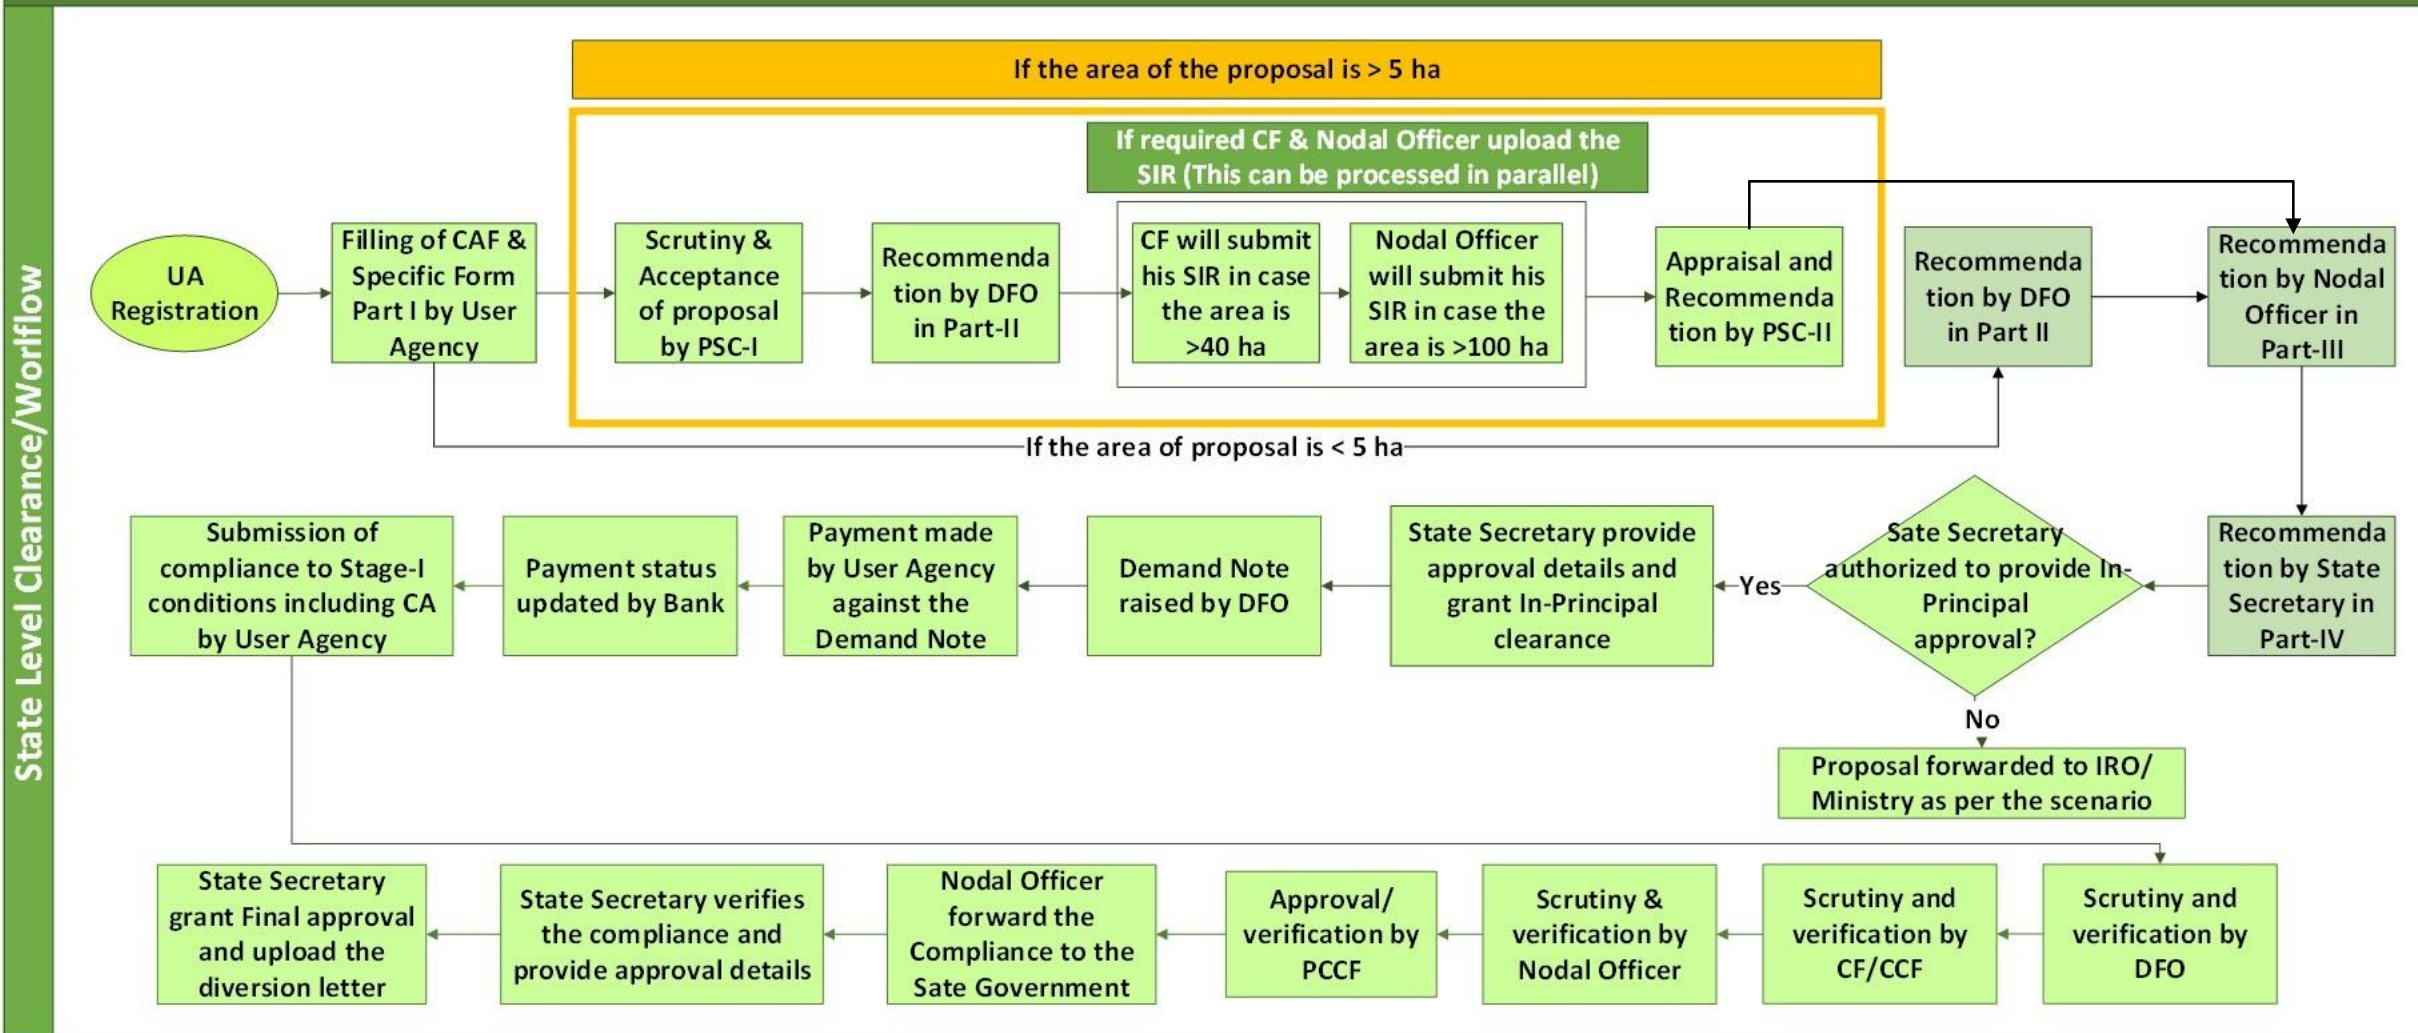 State Level Clearance/Worlflow
If the area of the proposal is > 5 ha
If required CF & Nodal Officer upload the
SIR (This can be processed in parallel)
UA
Registration
Filling of CAF &
Specific Form
Part I by User
Agency
Scrutiny &
Acceptance
of proposal
by PSC-I
Recommenda
tion by DFO
in Part-II
CF will submit
his SIR in case
the area is
>40 ha
Nodal Officer
will submit his
SIR in case the
area is >100 ha
Appraisal and
Recommenda
tion by PSC-II
Recommenda
tion by DFO
in Part II
Recommenda
tion by Nodal
Officer in
Part-III
If the area of proposal is < 5 ha
Recommenda
tion by State
Secretary in
Part-IV
Sate Secretary
authorized to provide In-
Principal
approval?
Yes
No
Proposal forwarded to IRO/
Ministry as per the scenario
State Secretary provide
approval details and
grant In-Principal
clearance
Demand Note
raised by DFO
Payment made
by User Agency
against the
Demand Note
Payment status
updated by Bank
Submission of
compliance to Stage-I
conditions including CA
by User Agency
Scrutiny and
verification by
DFO
Scrutiny and
verification by
CF/CCF
Scrutiny &
verification by
Nodal Officer
Approval/
verification by
PCCF
Nodal Officer
forward the
Compliance to the
Sate Government
State Secretary verifies
the compliance and
provide approval details
State Secretary
grant Final approval
and upload the
diversion letter